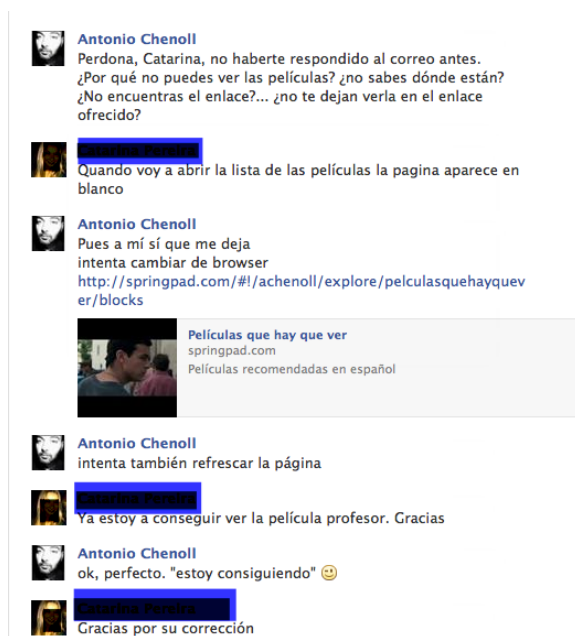 Antonio Chenoll
Perdona, Catarina, no haberte respondido al correo antes.
¿Por qué no puedes ver las películas? ¿no sabes dónde están?
¿No encuentras el enlace?... ¿no te dejan verla en el enlace
ofrecido?
Quando voy a abrir la lista de las películas la pagina aparece en
blanco
Antonio Chenoll
Pues a mí sí que me deja
intenta cambiar de browser
http://springpad.com/#!/achenoll/explore/pelculasquehayquev
er/blocks
Películas que hay que ver
springpad.com
Películas recomendadas en español
Antonio Chenoll
intenta también refrescar la página
Ya estoy a conseguir ver la película profesor. Gracias
Antonio Chenoll
ok, perfecto. "estoy consiguiendo"
Gracias por su corrección